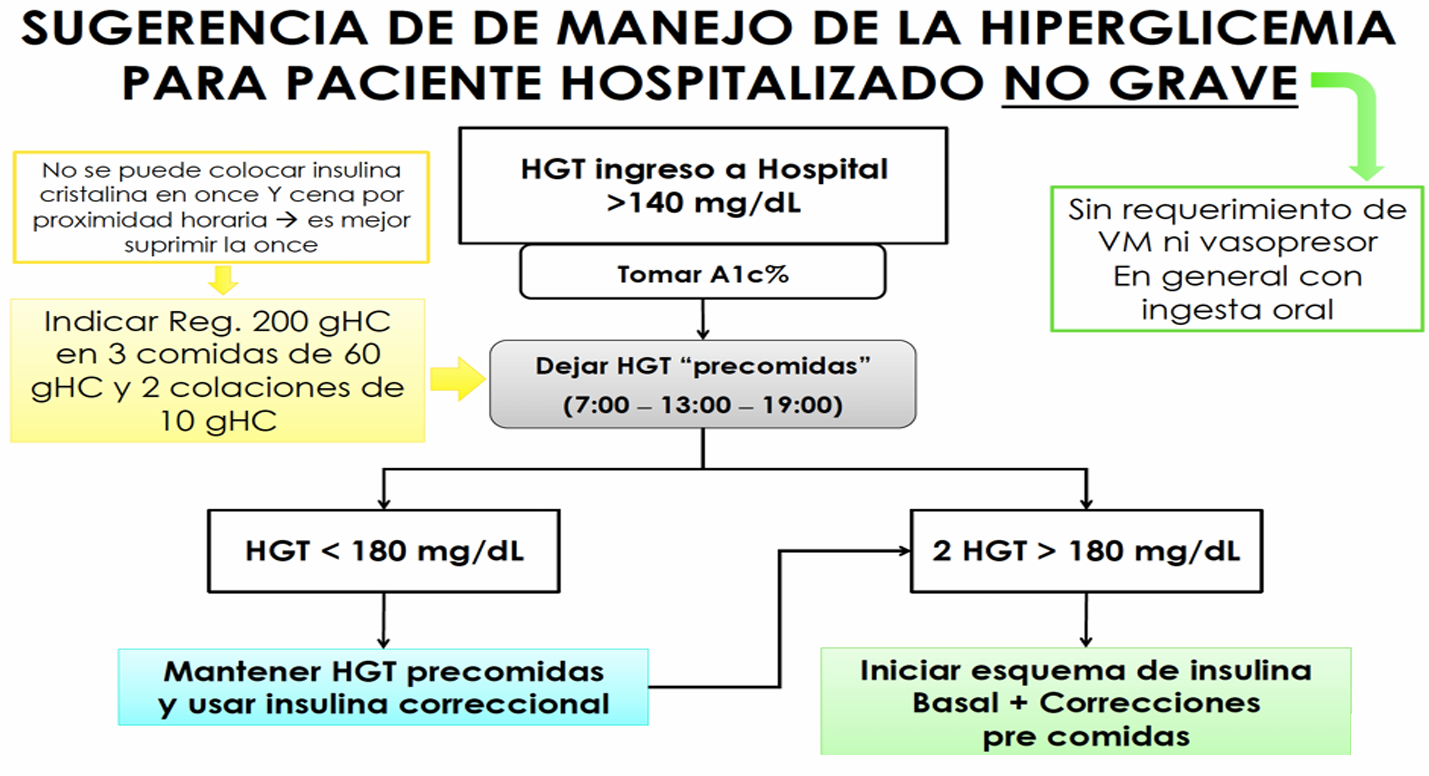 SUGERENCIA DE DE MANEJO DE LA HIPERGLICEMIA
PARA PACIENTE HOSPITALIZADO NO GRAVE
No se puede colocar insulina
cristalina en once Y cena por
proximidad horaria → es mejor
suprimir la once
HGT ingreso a Hospital
>140 mg/dL
Sin requerimiento de
VM ni vasopresor
En general con
ingesta oral
Tomar A1c%
Indicar Reg. 200 gHC
en 3 comidas de 60
gHC y 2 colaciones de
10 gHC
Dejar HGT “precomidas”
(7:00 – 13:00 – 19:00)
HGT < 180 mg/dL
2 HGT > 180 mg/dL
Mantener HGT precomidas
y usar insulina correccional
Iniciar esquema de insulina
Basal + Correcciones
pre comidas